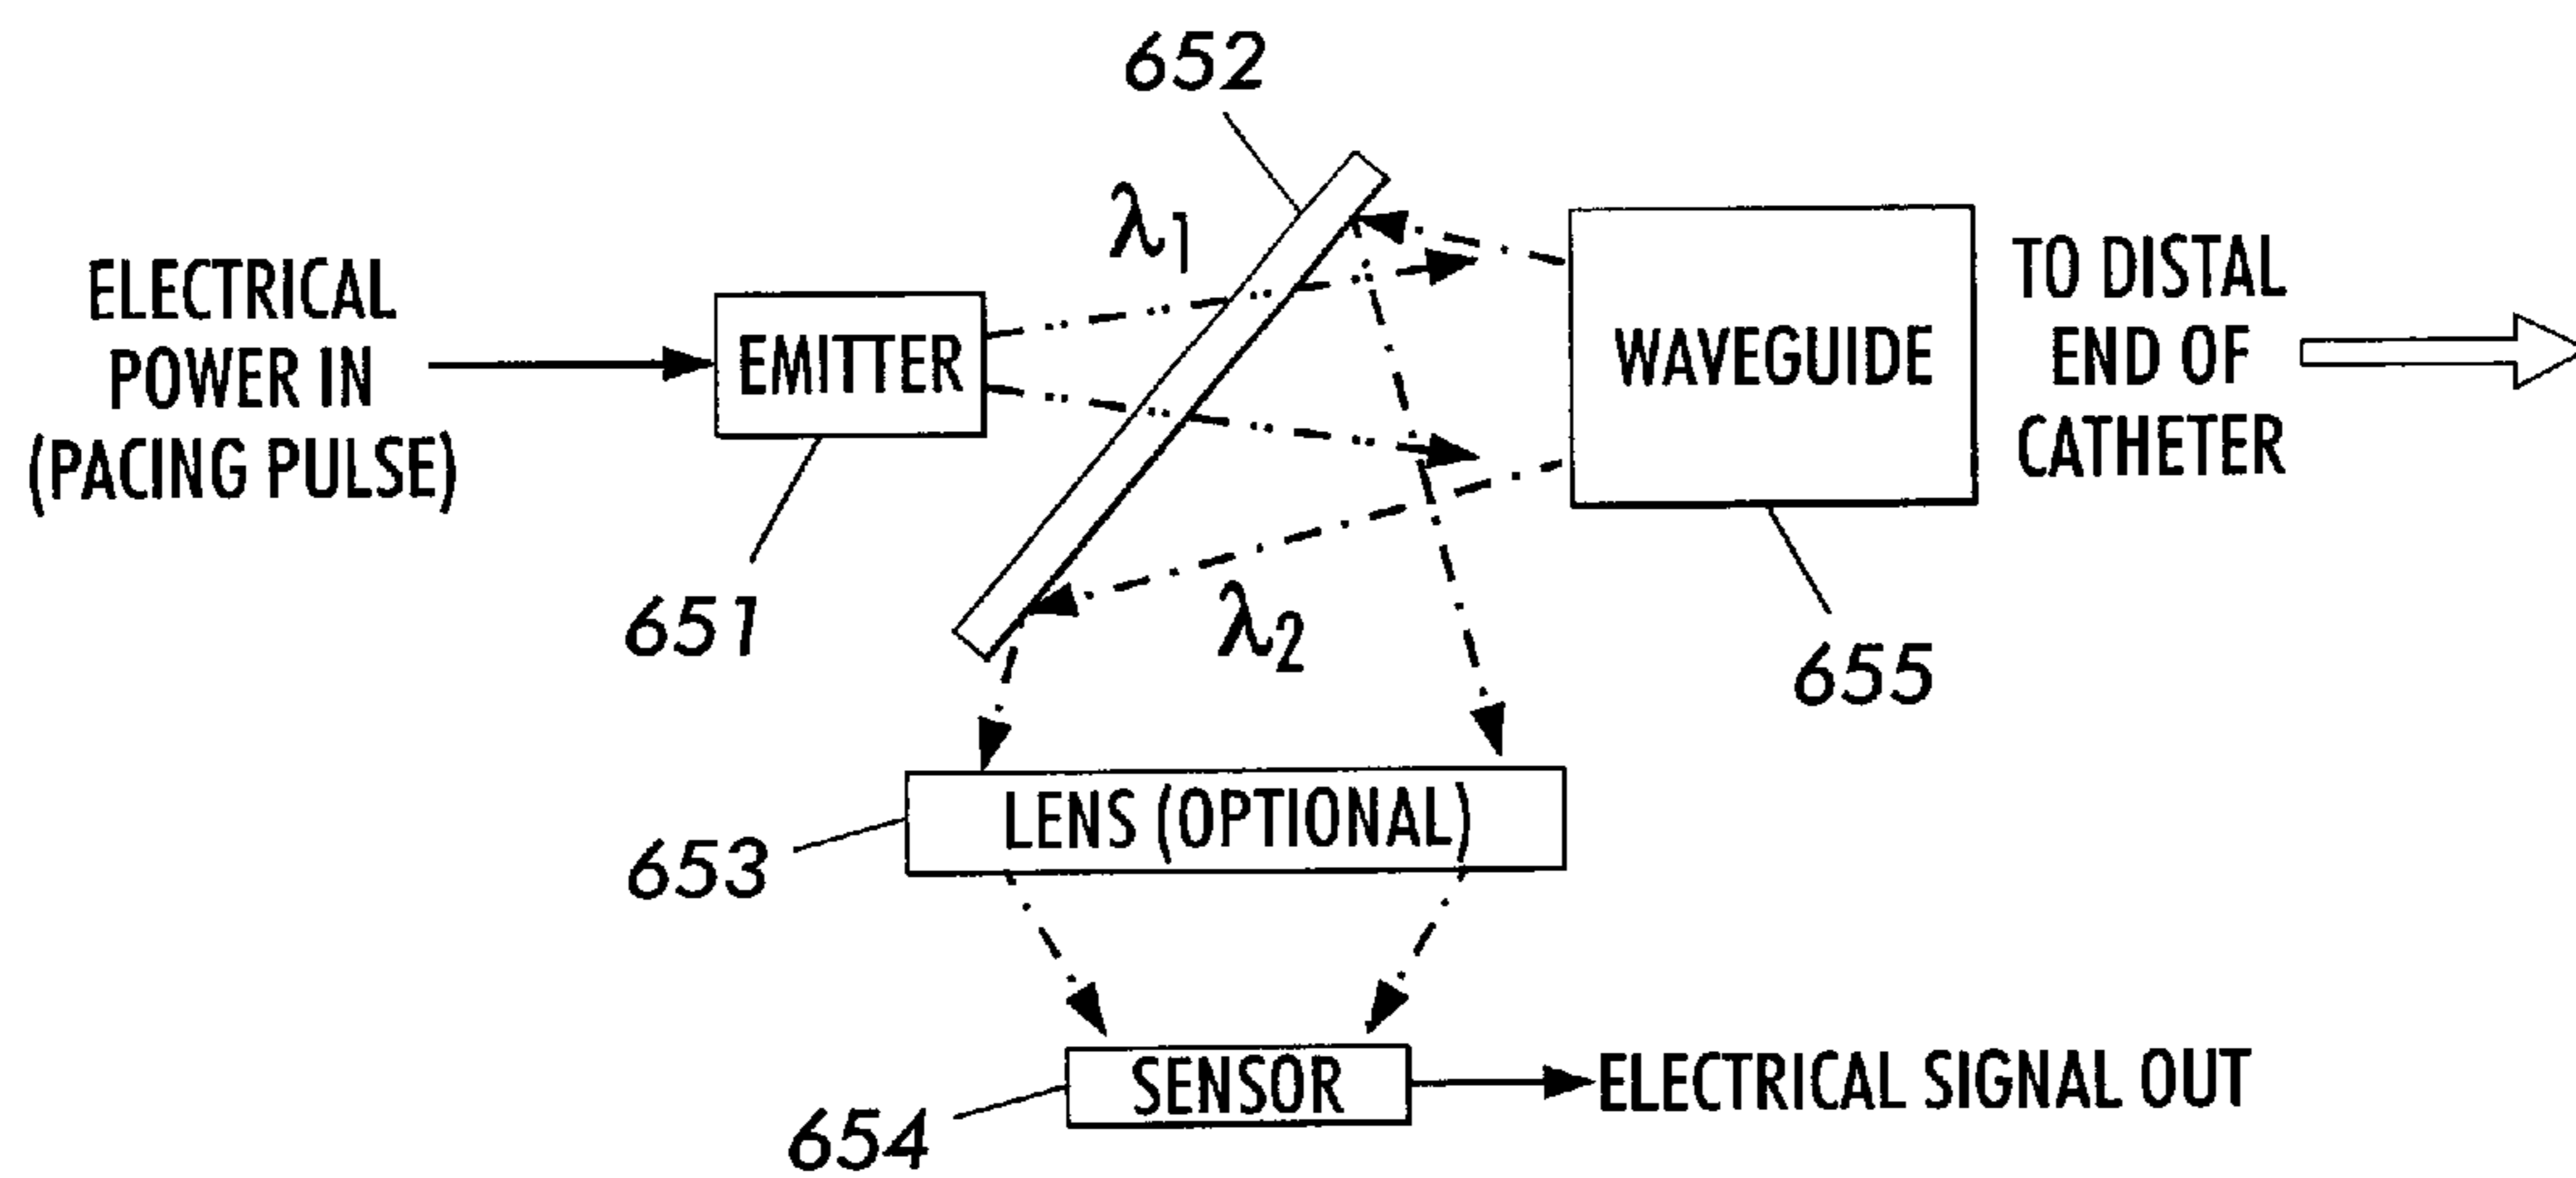 652
λ1
ELECTRICAL
POWER IN
(PACING PULSE)
EMITTER
WAVEGUIDE
TO DISTAL
END OF
CATHETER
651
λ2
655
LENS (OPTIONAL)
653
SENSOR
ELECTRICAL SIGNAL OUT
654